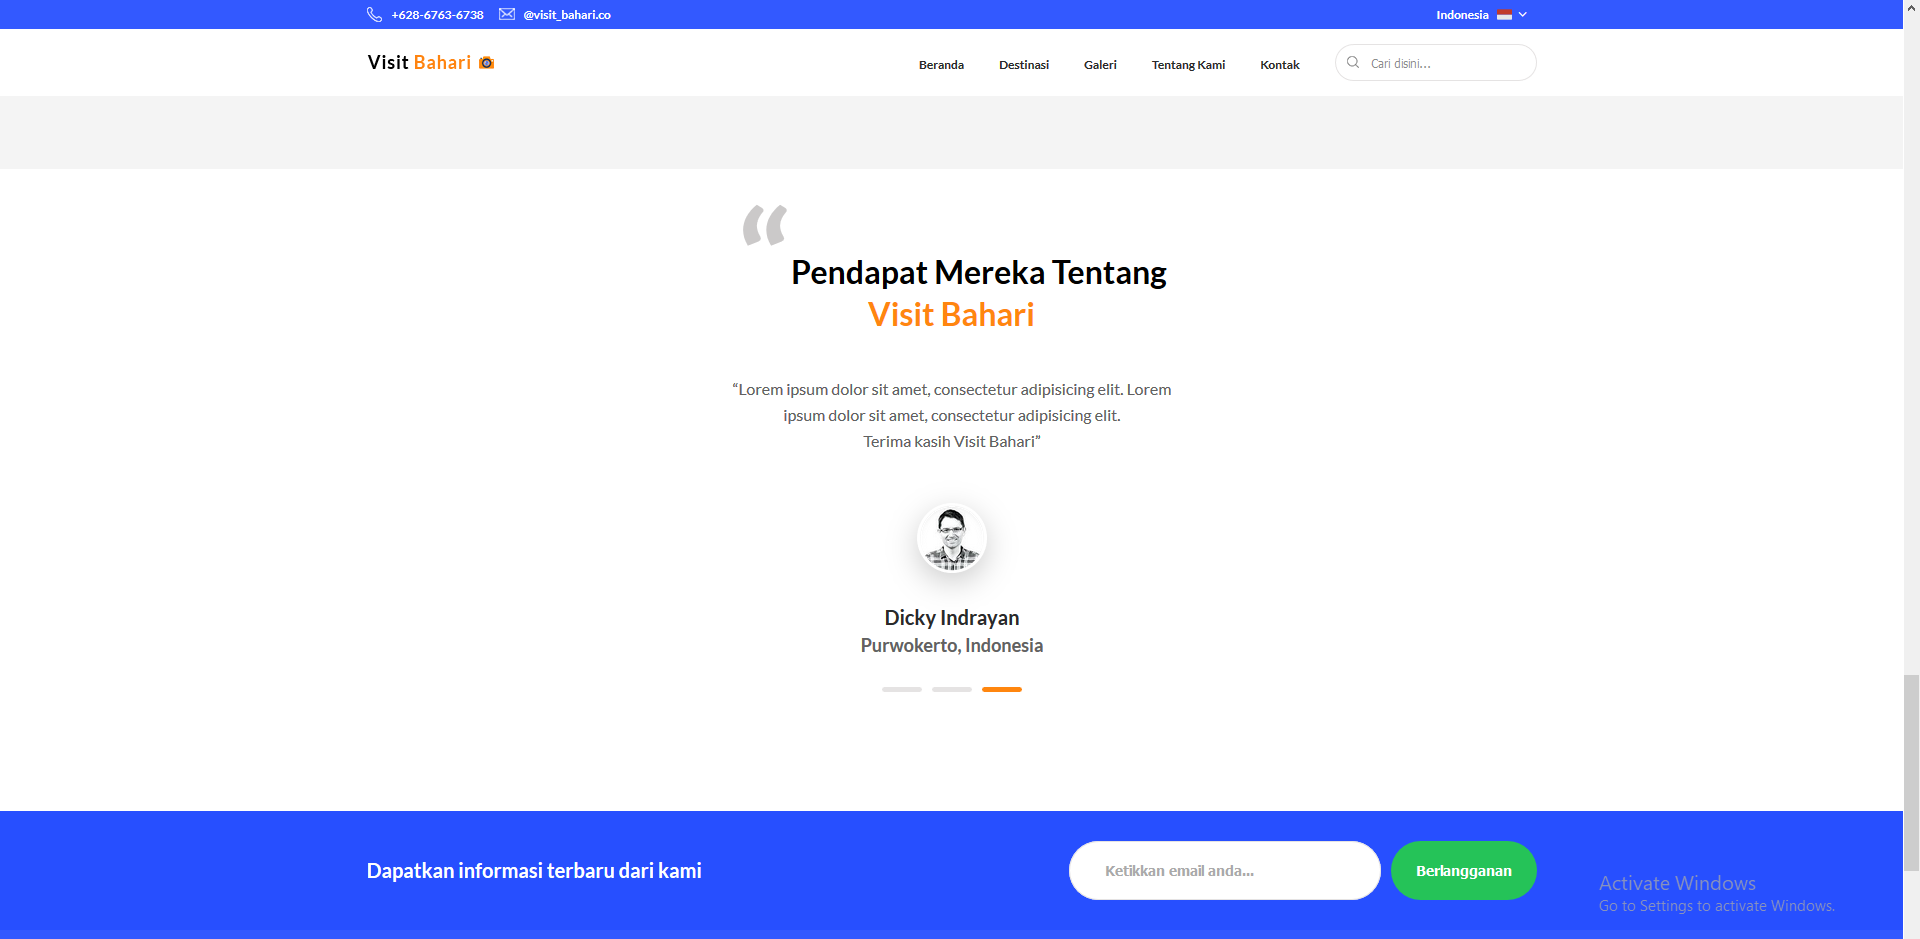 +628-6763-6738 @visit_bahari.co Indonesia
Visit Bahari Beranda Destinasi Galeri Tentang Kami Kontak Cari disini...
“
Pendapat Mereka Tentang
Visit Bahari
“Lorem ipsum dolor sit amet, consectetur adipisicing elit. Lorem
ipsum dolor sit amet, consectetur adipisicing elit.
Terima kasih Visit Bahari”
Dicky Indrayan
Purwokerto, Indonesia
Dapatkan informasi terbaru dari kami Ketikkan email anda... Berlangganan
Activate Windows
Go to Settings to activate Windows.